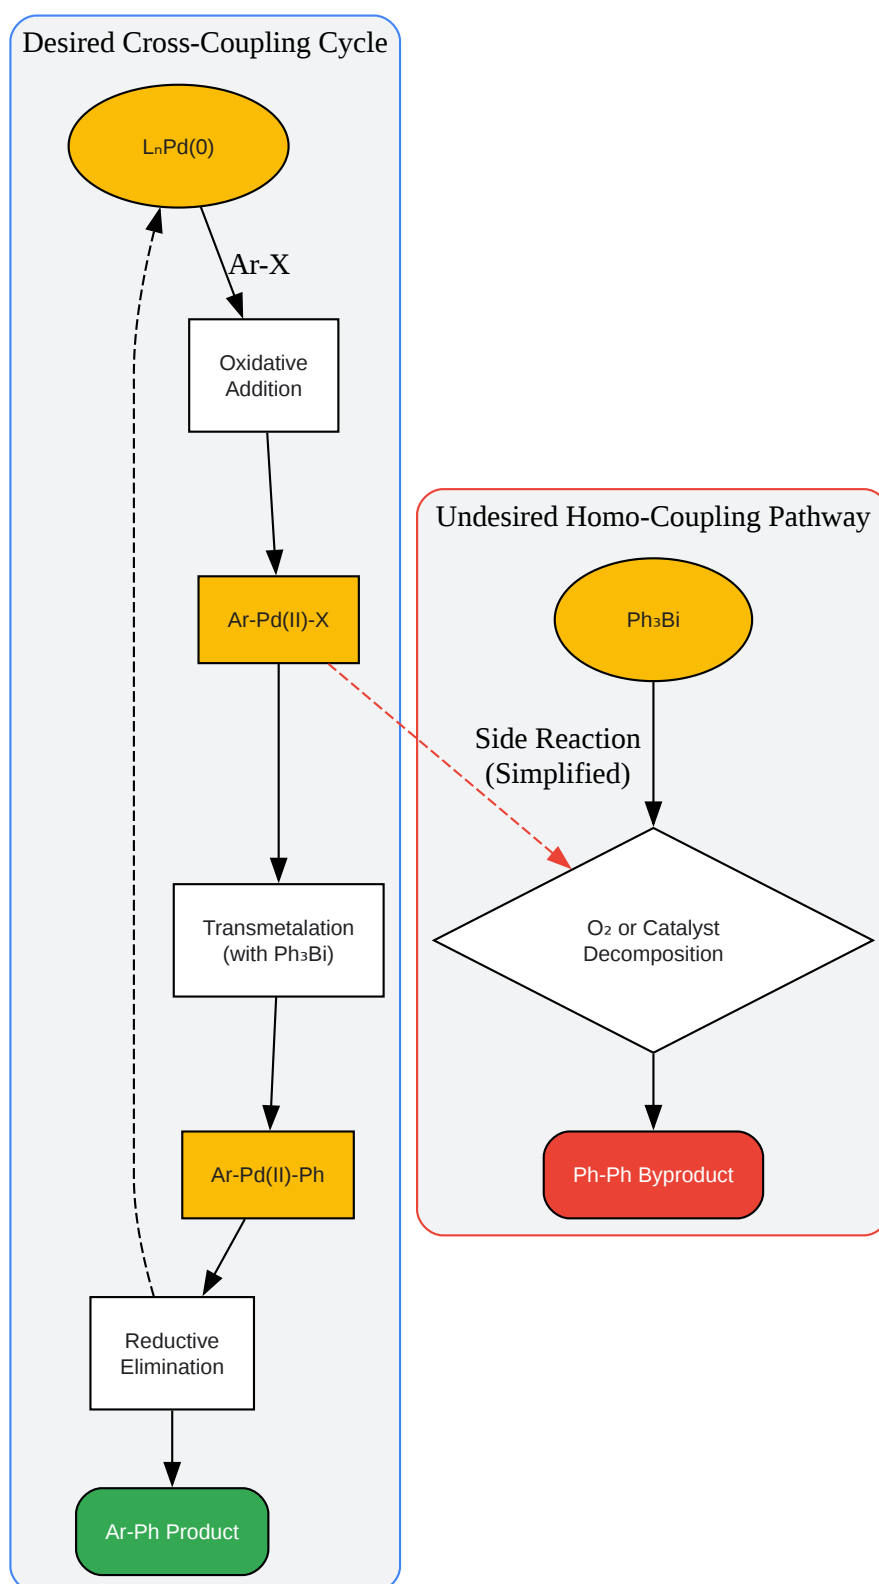 Desired Cross-Coupling Cycle
LₙPd(0)
Ar-X
Oxidative
Addition
Ar-Pd(II)-X
Transmetalation
(with Ph₃Bi)
Ar-Pd(II)-Ph
Reductive
Elimination
Ar-Ph Product
Undesired Homo-Coupling Pathway
Ph₃Bi
Side Reaction
(Simplified)
O₂ or Catalyst
Decomposition
Ph-Ph Byproduct